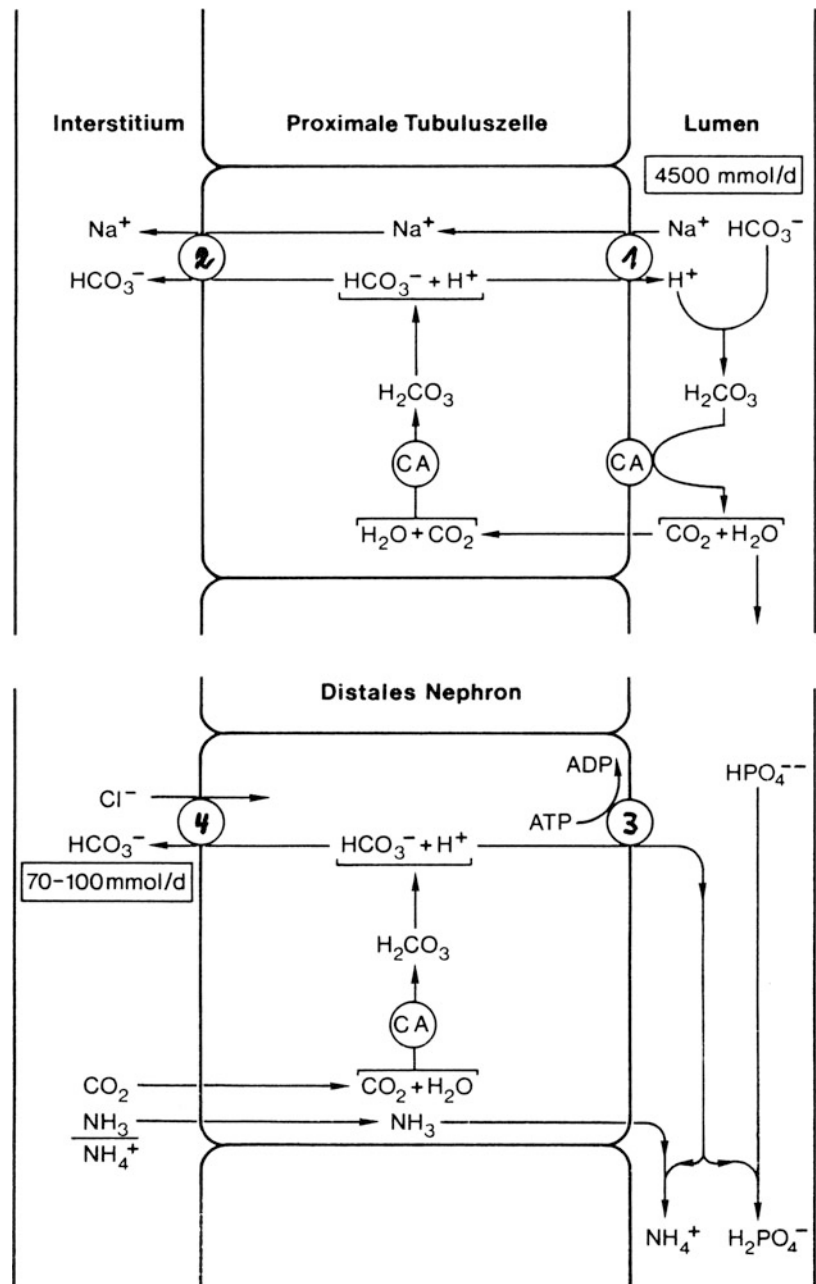 Interstitium Proximale Tubuluszelle Lumen
4500 mmol/d
Na⁺ Na⁺ Na⁺ HCO₃⁻
2 1
HCO₃⁻ HCO₃⁻ + H⁺ H⁺
H₂CO₃ H₂CO₃
CA CA
H₂O + CO₂ CO₂ + H₂O
Distales Nephron
ADP HPO₄⁻⁻
Cl⁻
4 ATP 3
HCO₃⁻ HCO₃⁻ + H⁺
70–100 mmol/d
H₂CO₃
CA
CO₂ CO₂ + H₂O
NH₃ NH₃
NH₄⁺
NH₄⁺ H₂PO₄⁻